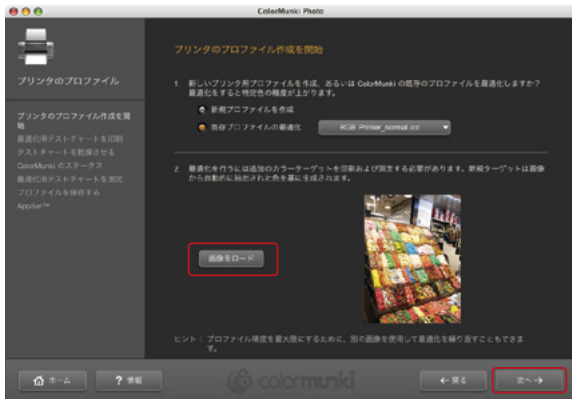 ColorMunki Photo
プリンタのプロファイル
プリンタのプロファイル作成を開
始
最適化用テストチャートを印刷
テストチャートを乾燥させる
ColorMunki のステータス
最適化用テストチャートを測定
プロファイルを保存する
AppSet™
プリンタのプロファイル作成を開始
1. 新しいプリンタ用プロファイルを作成、あるいは ColorMunki の既存のプロファイルを最適化しますか？
最適化をすると特定色の精度が上がります。
新規プロファイルを作成
既存プロファイルの最適化
RGB Printer_normal.icc
2. 最適化を行うには追加のカラーターゲットを印刷および測定する必要があります。新規ターゲットは画像
から自動的に抽出された色を基に生成されます。
画像をロード
ヒント： プロファイル精度を最大限にするために、別の画像を使用して最適化を繰り返すこともできま
す。
ホーム
? 情報
colormunki
← 戻る
次へ →